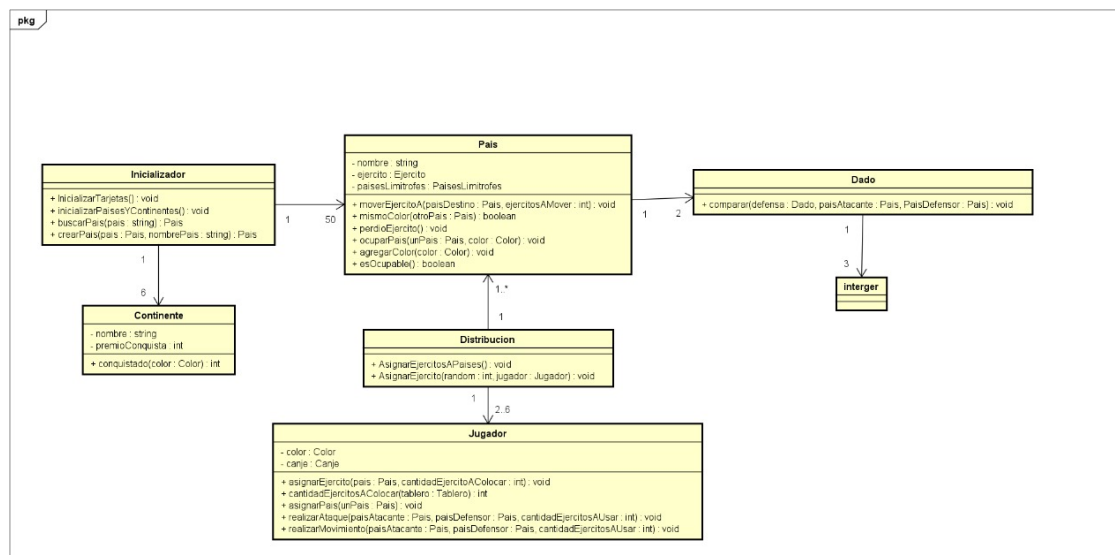 pkg
Inicializador
+ InicializarTarjetas() : void
+ inicializarPaisesYContinentes() : void
+ buscarPais(pais : string) : Pais
+ crearPais(pais : Pais, nombrePais : string) : Pais
1
50
1
6
Continente
- nombre : string
- premioConquista : int
+ conquistado(color : Color) : int
Pais
- nombre : string
- ejercito : Ejercito
- paisesLimitrofes : PaisesLimitrofes
+ moverEjercitoA(paisDestino : Pais, ejercitosAMover : int) : void
+ mismoColor(otroPais : Pais) : boolean
+ perdioEjercito() : void
+ ocuparPais(unPais : Pais, color : Color) : void
+ agregarColor(color : Color) : void
+ esOcupable() : boolean
1
2
Dado
+ comparar(defensa : Dado, paisAtacante : Pais, PaisDefensor : Pais) : void
1
3
interger
1..*
1
Distribucion
+ AsignarEjercitosAPaises() : void
+ AsignarEjercito(random : int, jugador : Jugador) : void
1
2..6
Jugador
- color : Color
- canje : Canje
+ asignarEjercito(pais : Pais, cantidadEjercitoAColocar : int) : void
+ cantidadEjercitosAColocar(tablero : Tablero) : int
+ asignarPais(unPais : Pais) : void
+ realizarAtaque(paisAtacante : Pais, paisDefensor : Pais, cantidadEjercitosAUsar : int) : void
+ realizarMovimiento(paisAtacante : Pais, paisDefensor : Pais, cantidadEjercitosAUsar : int) : void